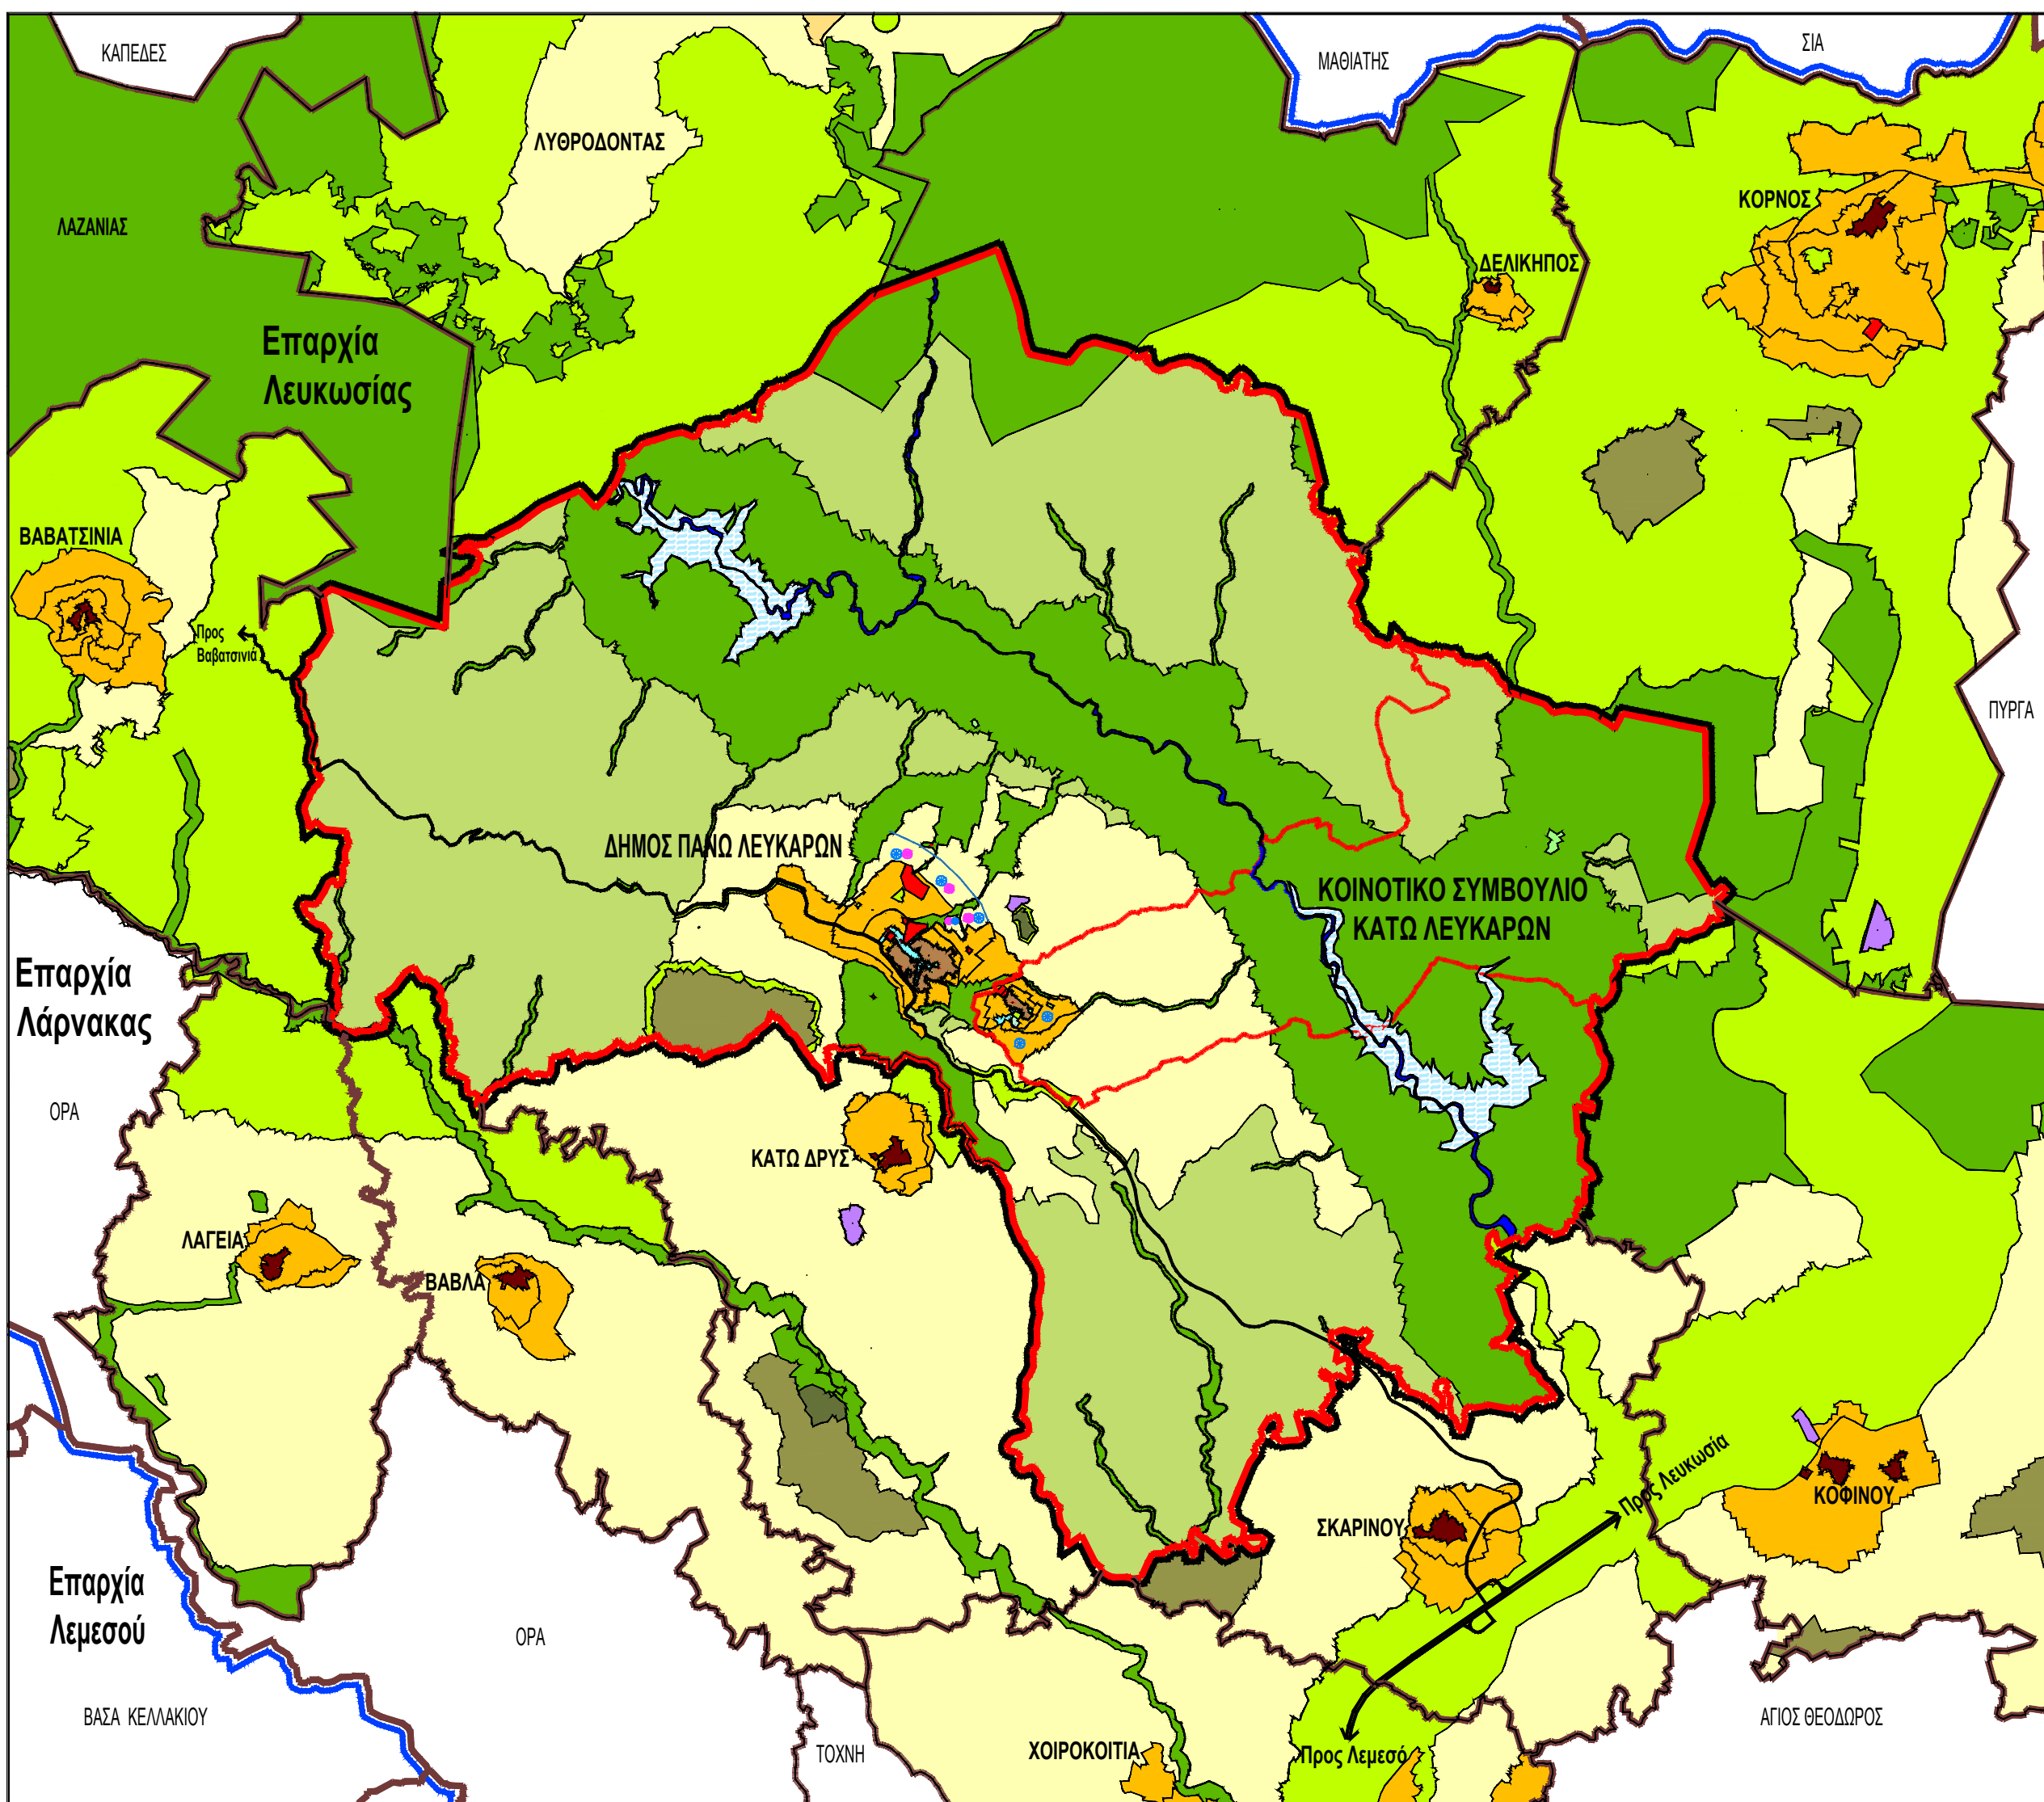 ΚΑΠΕΔΕΣ
ΜΑΘΙΑΤΗΣ
ΣΙΑ
ΛΥΘΡΟΔΟΝΤΑΣ
ΛΑΖΑΝΙΑΣ
ΚΟΡΝΟΣ
ΔΕΛΙΚΗΠΟΣ
Επαρχία
Λευκωσίας
ΒΑΒΑΤΣΙΝΙΑ
Προς
Βαβατσινιά
ΠΥΡΓΑ
ΔΗΜΟΣ ΠΑΝΩ ΛΕΥΚΑΡΩΝ
ΚΟΙΝΟΤΙΚΟ ΣΥΜΒΟΥΛΙΟ
ΚΑΤΩ ΛΕΥΚΑΡΩΝ
Επαρχία
Λάρνακας
ΟΡΑ
ΚΑΤΩ ΔΡΥΣ
ΛΑΓΕΙΑ
ΒΑΒΛΑ
Προς Λευκωσία
ΚΟΦΙΝΟΥ
ΣΚΑΡΙΝΟΥ
Επαρχία
Λεμεσού
ΟΡΑ
ΒΑΣΑ ΚΕΛΛΑΚΙΟΥ
ΑΓΙΟΣ ΘΕΟΔΩΡΟΣ
ΤΟΧΝΗ
ΧΟΙΡΟΚΟΙΤΙΑ
Προς Λεμεσό